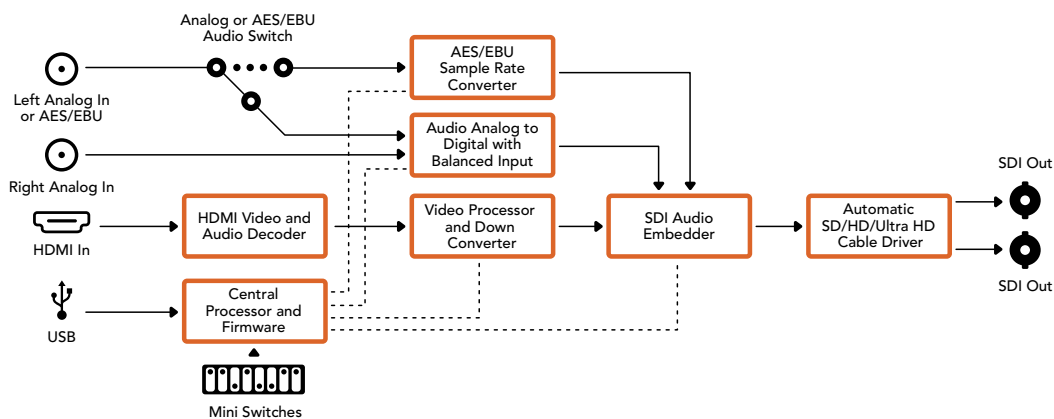 Analog or AES/EBU
Audio Switch
Left Analog In
or AES/EBU
AES/EBU
Sample Rate
Converter
Right Analog In
Audio Analog to
Digital with
Balanced Input
HDMI In
HDMI Video and
Audio Decoder
Video Processor
and Down
Converter
SDI Audio
Embedder
Automatic
SD/HD/Ultra HD
Cable Driver
SDI Out
SDI Out
USB
Central
Processor and
Firmware
Mini Switches